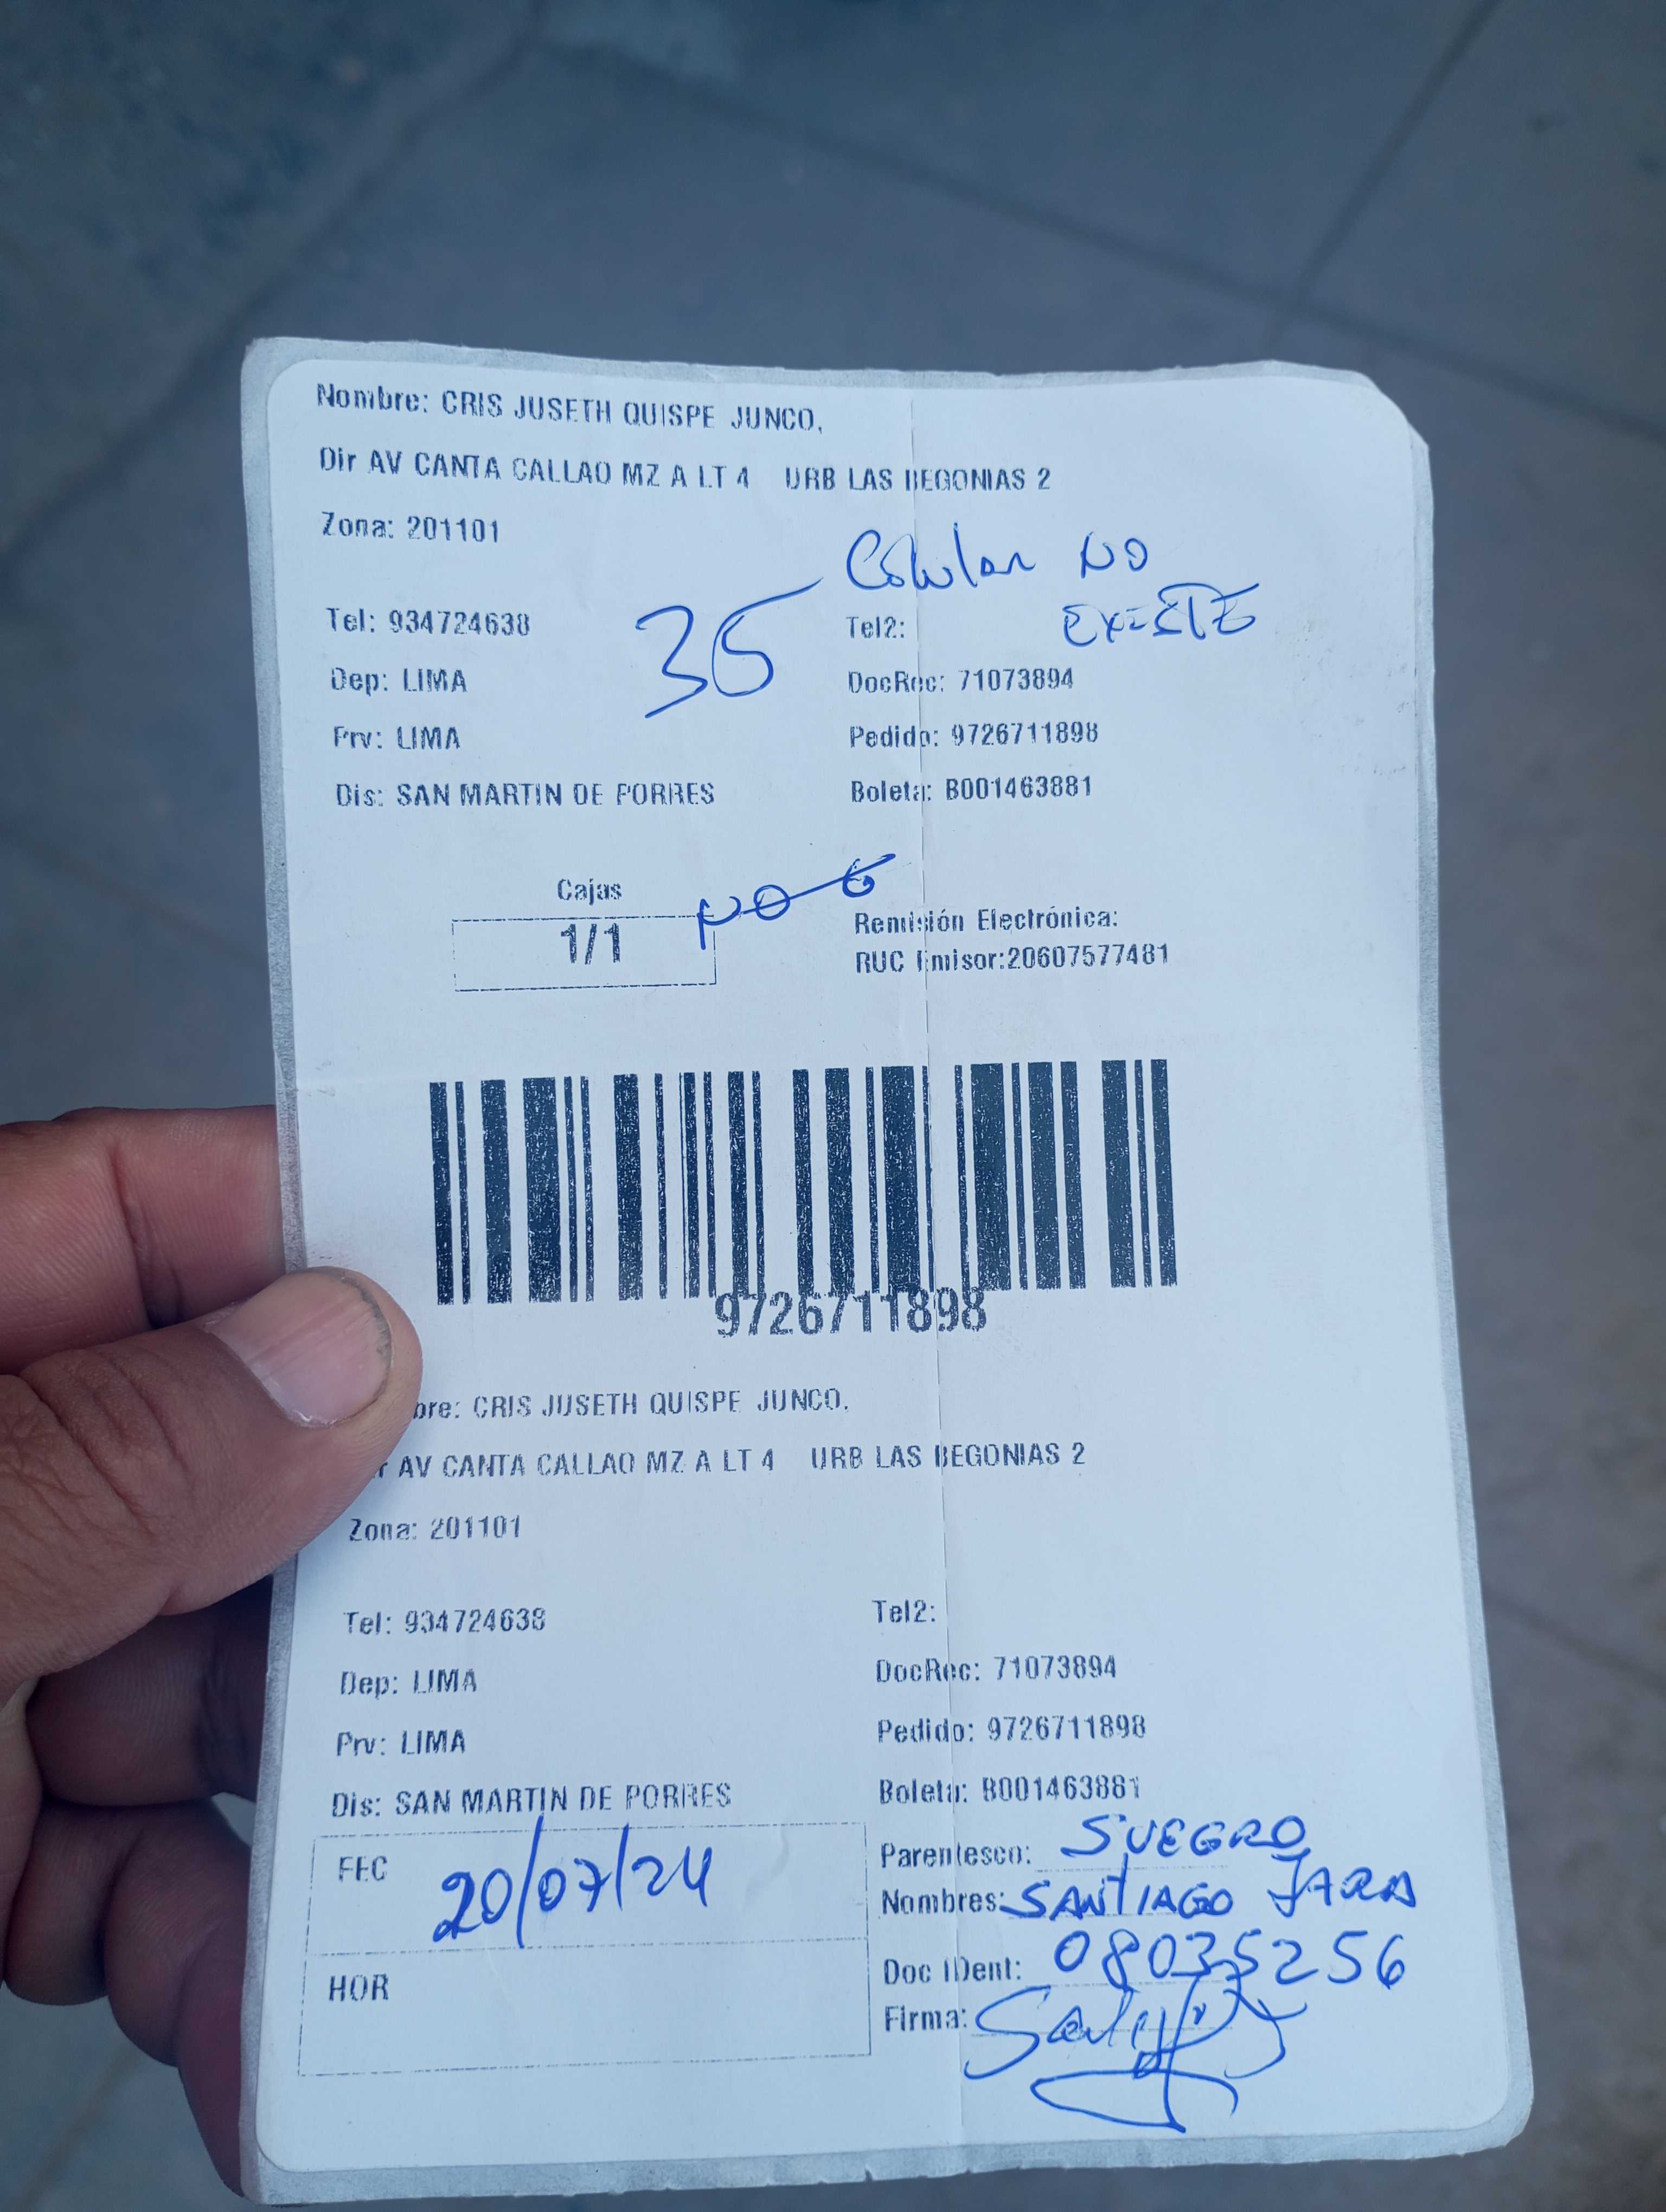 Nombre: CRIS JUSETH QUISPE JUNCO,
Dir AV CANTA CALLAO MZ A LT 4 URB LAS BEGONIAS 2
Zona: 201101
Celular NO
EXISTE
Tel: 934724638
35
Tel2:
Dep: LIMA
DocRec: 71073894
Prv: LIMA
Pedido: 9726711898
Dis: SAN MARTIN DE PORRES
Boleta: B001463881
Cajas
1/1
NO
Remisión Electrónica:
RUC Emisor:20607577481
9726711898
bre: CRIS JUSETH QUISPE JUNCO.
r AV CANTA CALLAO MZ A LT 4 URB LAS BEGONIAS 2
Zona: 201101
Tel: 934724638
Tel2:
Dep: LIMA
DocRec: 71073894
Prv: LIMA
Pedido: 9726711898
Dis: SAN MARTIN DE PORRES
Boleta: B001463881
FEC 20/07/24
Parentesco: SUEGRO
Nombres: SANTIAGO JARA
HOR
Doc IDent: 08035256
Firma: